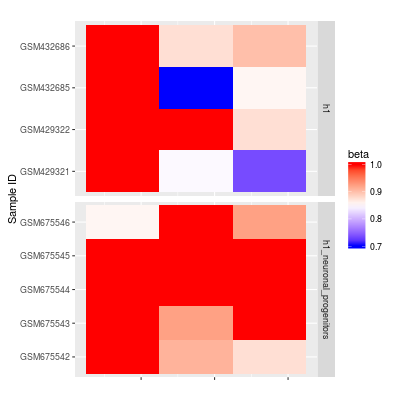 Sample ID
GSM432686
GSM432685
GSM429322
GSM429321
h1
GSM675546
GSM675545
GSM675544
GSM675543
GSM675542
h1_neuronal_progenitors
beta
1.0
0.9
0.8
0.7